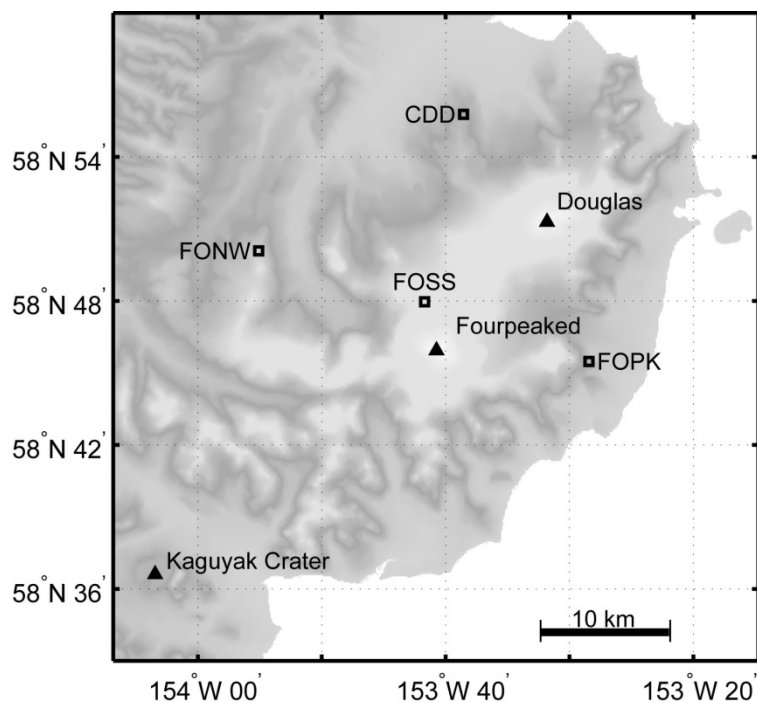 CDD
58°N 54'
Douglas
FONW
FOSS
58°N 48'
Fourpeaked
FOPK
58°N 42'
Kaguyak Crater
58°N 36'
10 km
154°W 00'
153°W 40'
153°W 20'